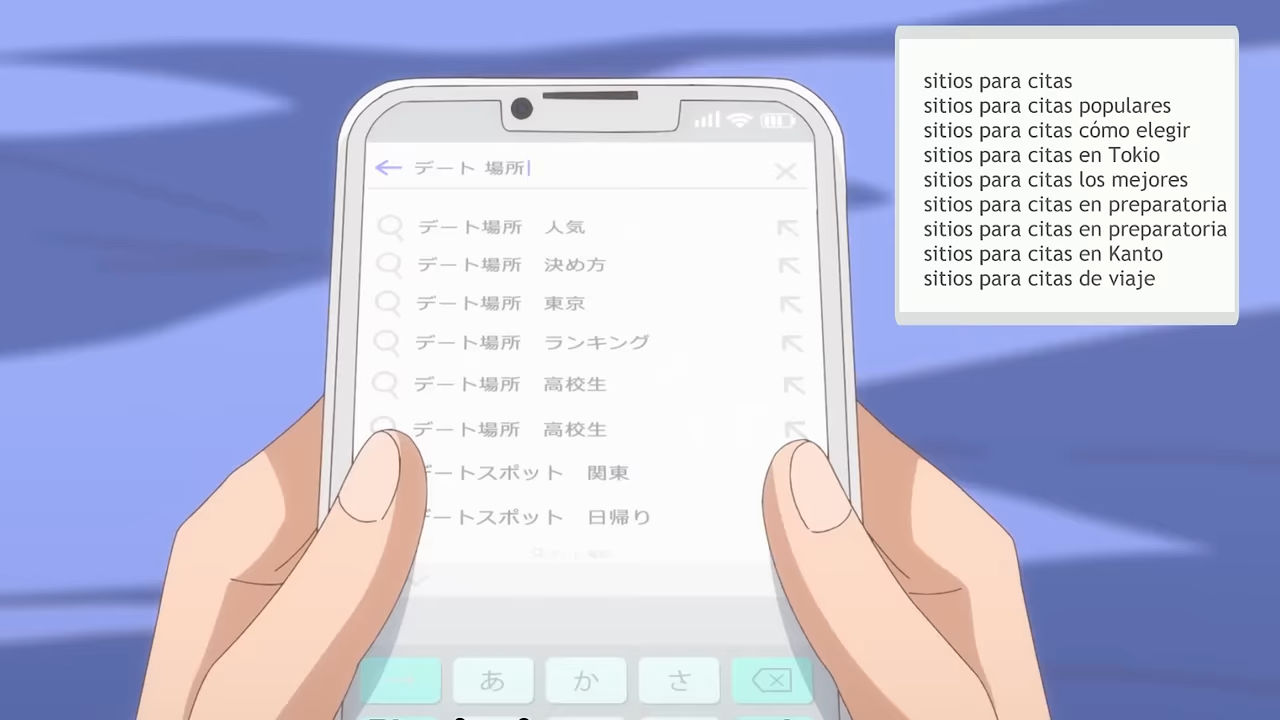 デート 場所
デート場所 人気
デート場所 決め方
デート場所 東京
デート場所 ランキング
デート場所 高校生
デート場所 高校生
デートスポット 関東
デートスポット 日帰り
あ か さ
sitios para citas
sitios para citas populares
sitios para citas cómo elegir
sitios para citas en Tokio
sitios para citas los mejores
sitios para citas en preparatoria
sitios para citas en preparatoria
sitios para citas en Kanto
sitios para citas de viaje